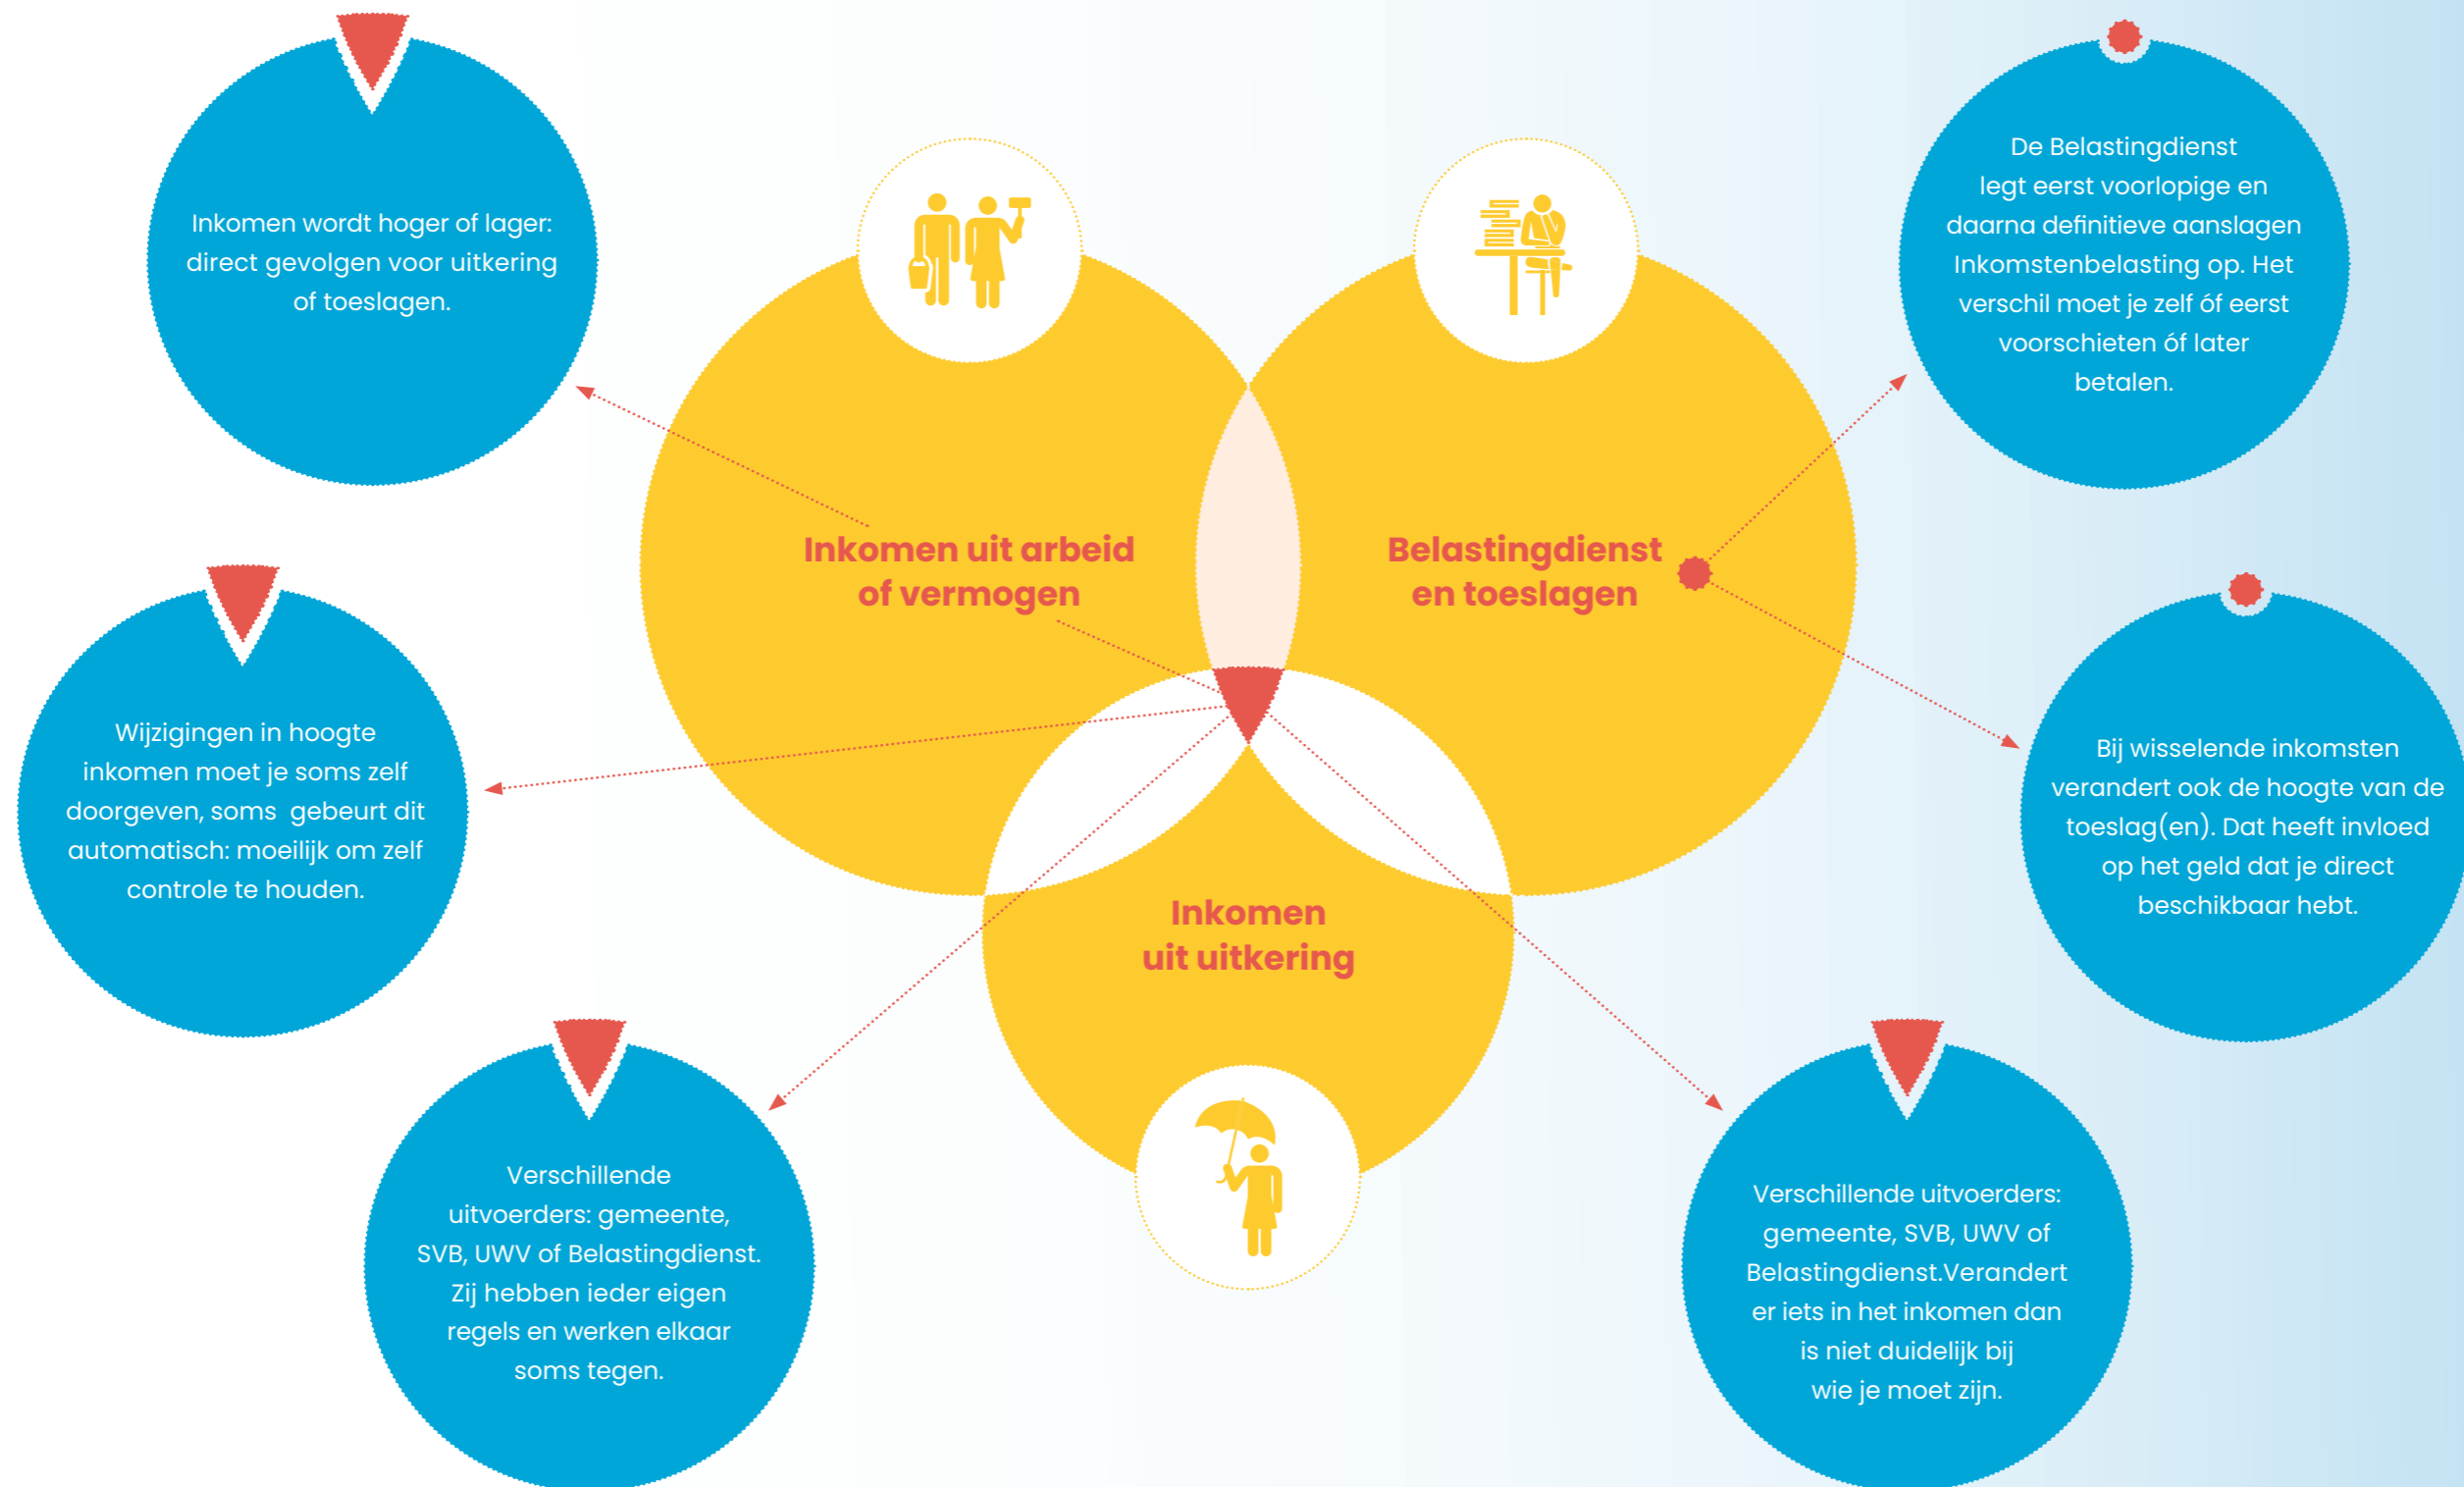 Inkomen wordt hoger of lager:
direct gevolgen voor uitkering
of toeslagen.
De Belastingdienst
legt eerst voorlopige en
daarna definitieve aanslagen
Inkomstenbelasting op. Het
verschil moet je zelf óf eerst
voorschieten óf later
betalen.
Inkomen uit arbeid
of vermogen
Belastingdienst
en toeslagen
Wijzigingen in hoogte
inkomen moet je soms zelf
doorgeven, soms  gebeurt dit
automatisch: moeilijk om zelf
controle te houden.
Bij wisselende inkomsten
verandert ook de hoogte van de
toeslag(en). Dat heeft invloed
op het geld dat je direct
beschikbaar hebt.
Inkomen
uit uitkering
Verschillende
uitvoerders: gemeente,
SVB, UWV of Belastingdienst.
Zij hebben ieder eigen
regels en werken elkaar
soms tegen.
Verschillende uitvoerders:
gemeente, SVB, UWV of
Belastingdienst.Verandert
er iets in het inkomen dan
is niet duidelijk bij
wie je moet zijn.